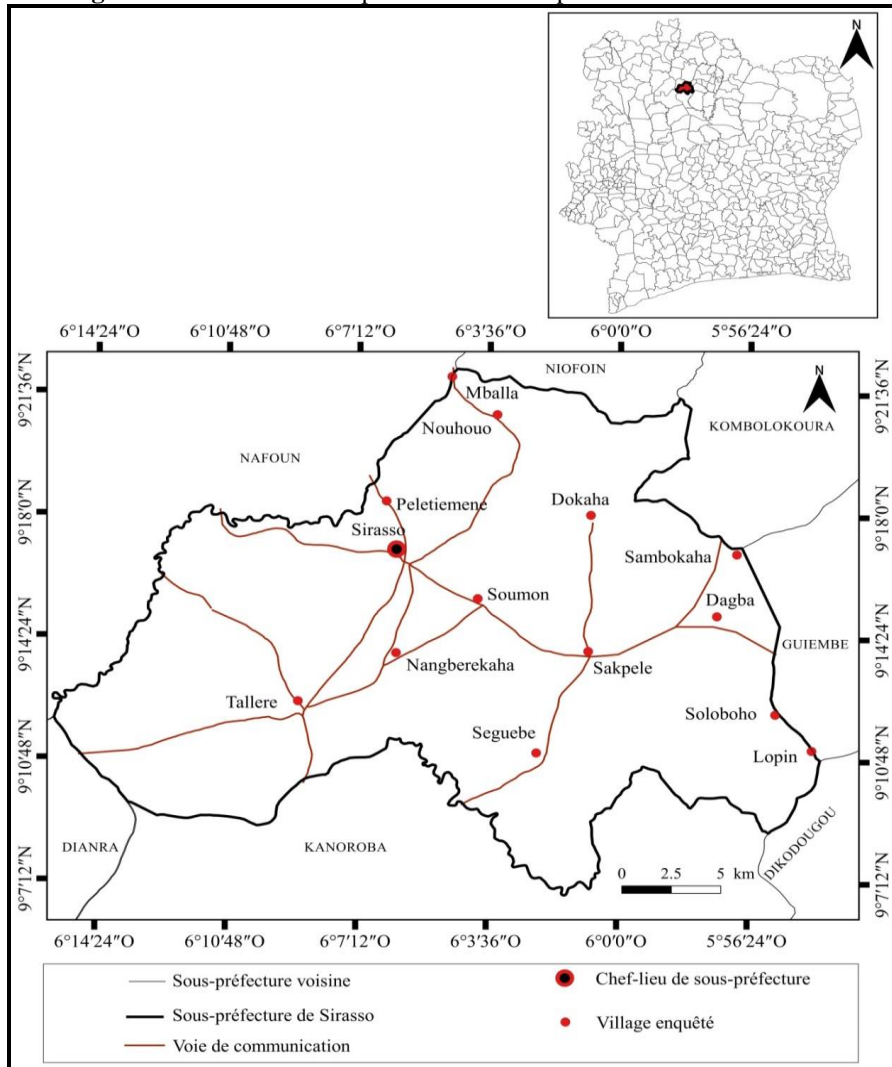 N
6°14'24"O 6°10'48"O 6°7'12"O 6°3'36"O 6°0'0"O 5°56'24"O
9°21'36"N
9°18'0"N
9°14'24"N
9°10'48"N
9°7'12"N
9°21'36"N
9°18'0"N
9°14'24"N
9°10'48"N
9°7'12"N
NIOFOIN
N
Mballa
KOMBOLOKOURA
Nouhouo
NAFOUN
Peletiemene
Dokaha
Sirasso
Sambokaha
Soumon
Dagba
GUIEMBE
Nangberekaha
Sakpele
Tallere
Soloboho
Seguebe
Lopin
DIANRA
KANOROBA
DIKODOUGOU
0 2.5 5 km
6°14'24"O 6°10'48"O 6°7'12"O 6°3'36"O 6°0'0"O 5°56'24"O
Sous-préfecture voisine
Sous-préfecture de Sirasso
Voie de communication
Chef-lieu de sous-préfecture
Village enquêté